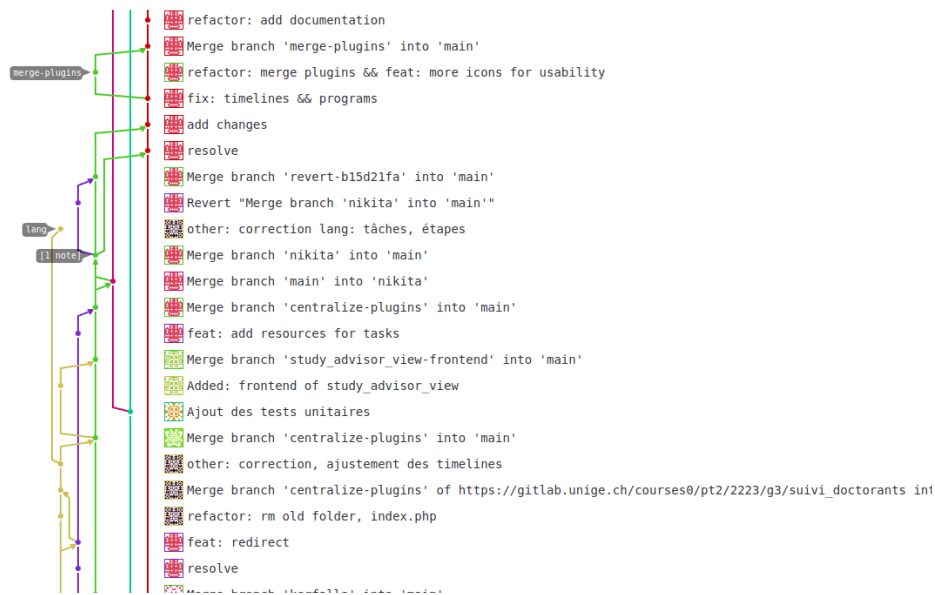 refactor: add documentation
Merge branch 'merge-plugins' into 'main'
merge-plugins
refactor: merge plugins && feat: more icons for usability
fix: timelines && programs
add changes
resolve
Merge branch 'revert-b15d21fa' into 'main'
Revert "Merge branch 'nikita' into 'main'"
lang
other: correction lang: tâches, étapes
[1 note]
Merge branch 'nikita' into 'main'
Merge branch 'main' into 'nikita'
Merge branch 'centralize-plugins' into 'main'
feat: add resources for tasks
Merge branch 'study_advisor_view-frontend' into 'main'
Added: frontend of study_advisor_view
Ajout des tests unitaires
Merge branch 'centralize-plugins' into 'main'
other: correction, ajustement des timelines
Merge branch 'centralize-plugins' of https://gitlab.unige.ch/courses0/pt2/2223/g3/suivi_doctorants int
refactor: rm old folder, index.php
feat: redirect
resolve